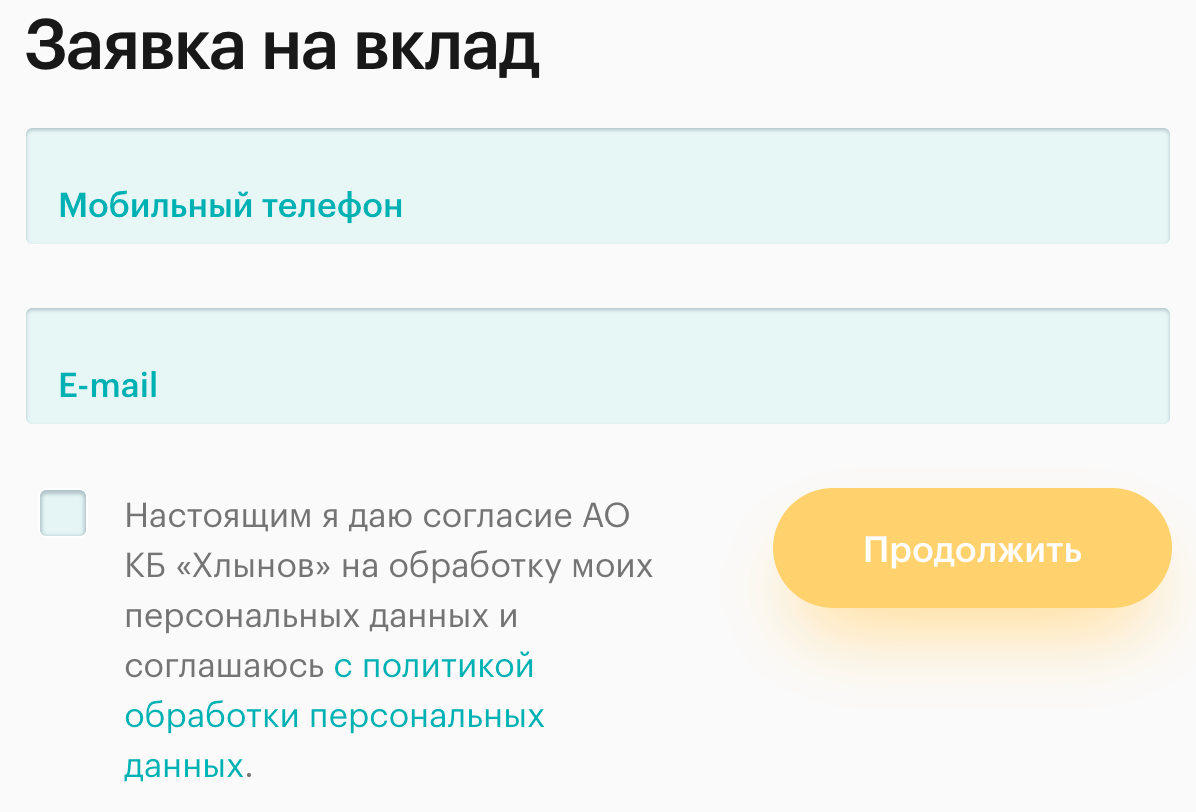 Заявка на вклад
Мобильный телефон
E-mail
Настоящим я даю согласие АО
КБ «Хлынов» на обработку моих
персональных данных и
соглашаюсь с политикой
обработки персональных
данных.
Продолжить